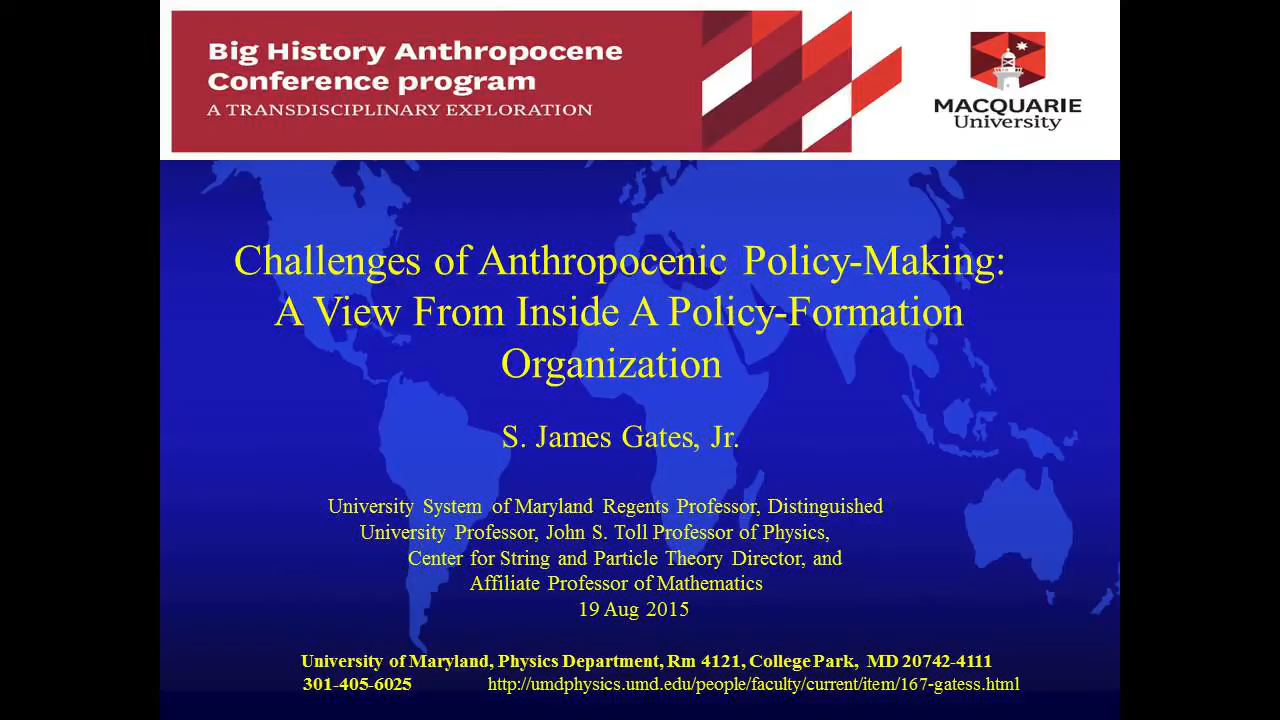 Big History Anthropocene
Conference program
A TRANSDISCIPLINARY EXPLORATION
MACQUARIE
University
Challenges of Anthropocenic Policy-Making:
A View From Inside A Policy-Formation
Organization
S. James Gates, Jr.
University System of Maryland Regents Professor, Distinguished
University Professor, John S. Toll Professor of Physics,
Center for String and Particle Theory Director, and
Affiliate Professor of Mathematics
19 Aug 2015
University of Maryland, Physics Department, Rm 4121, College Park, MD 20742-4111
301-405-6025 http://umdphysics.umd.edu/people/faculty/current/item/167-gatess.html